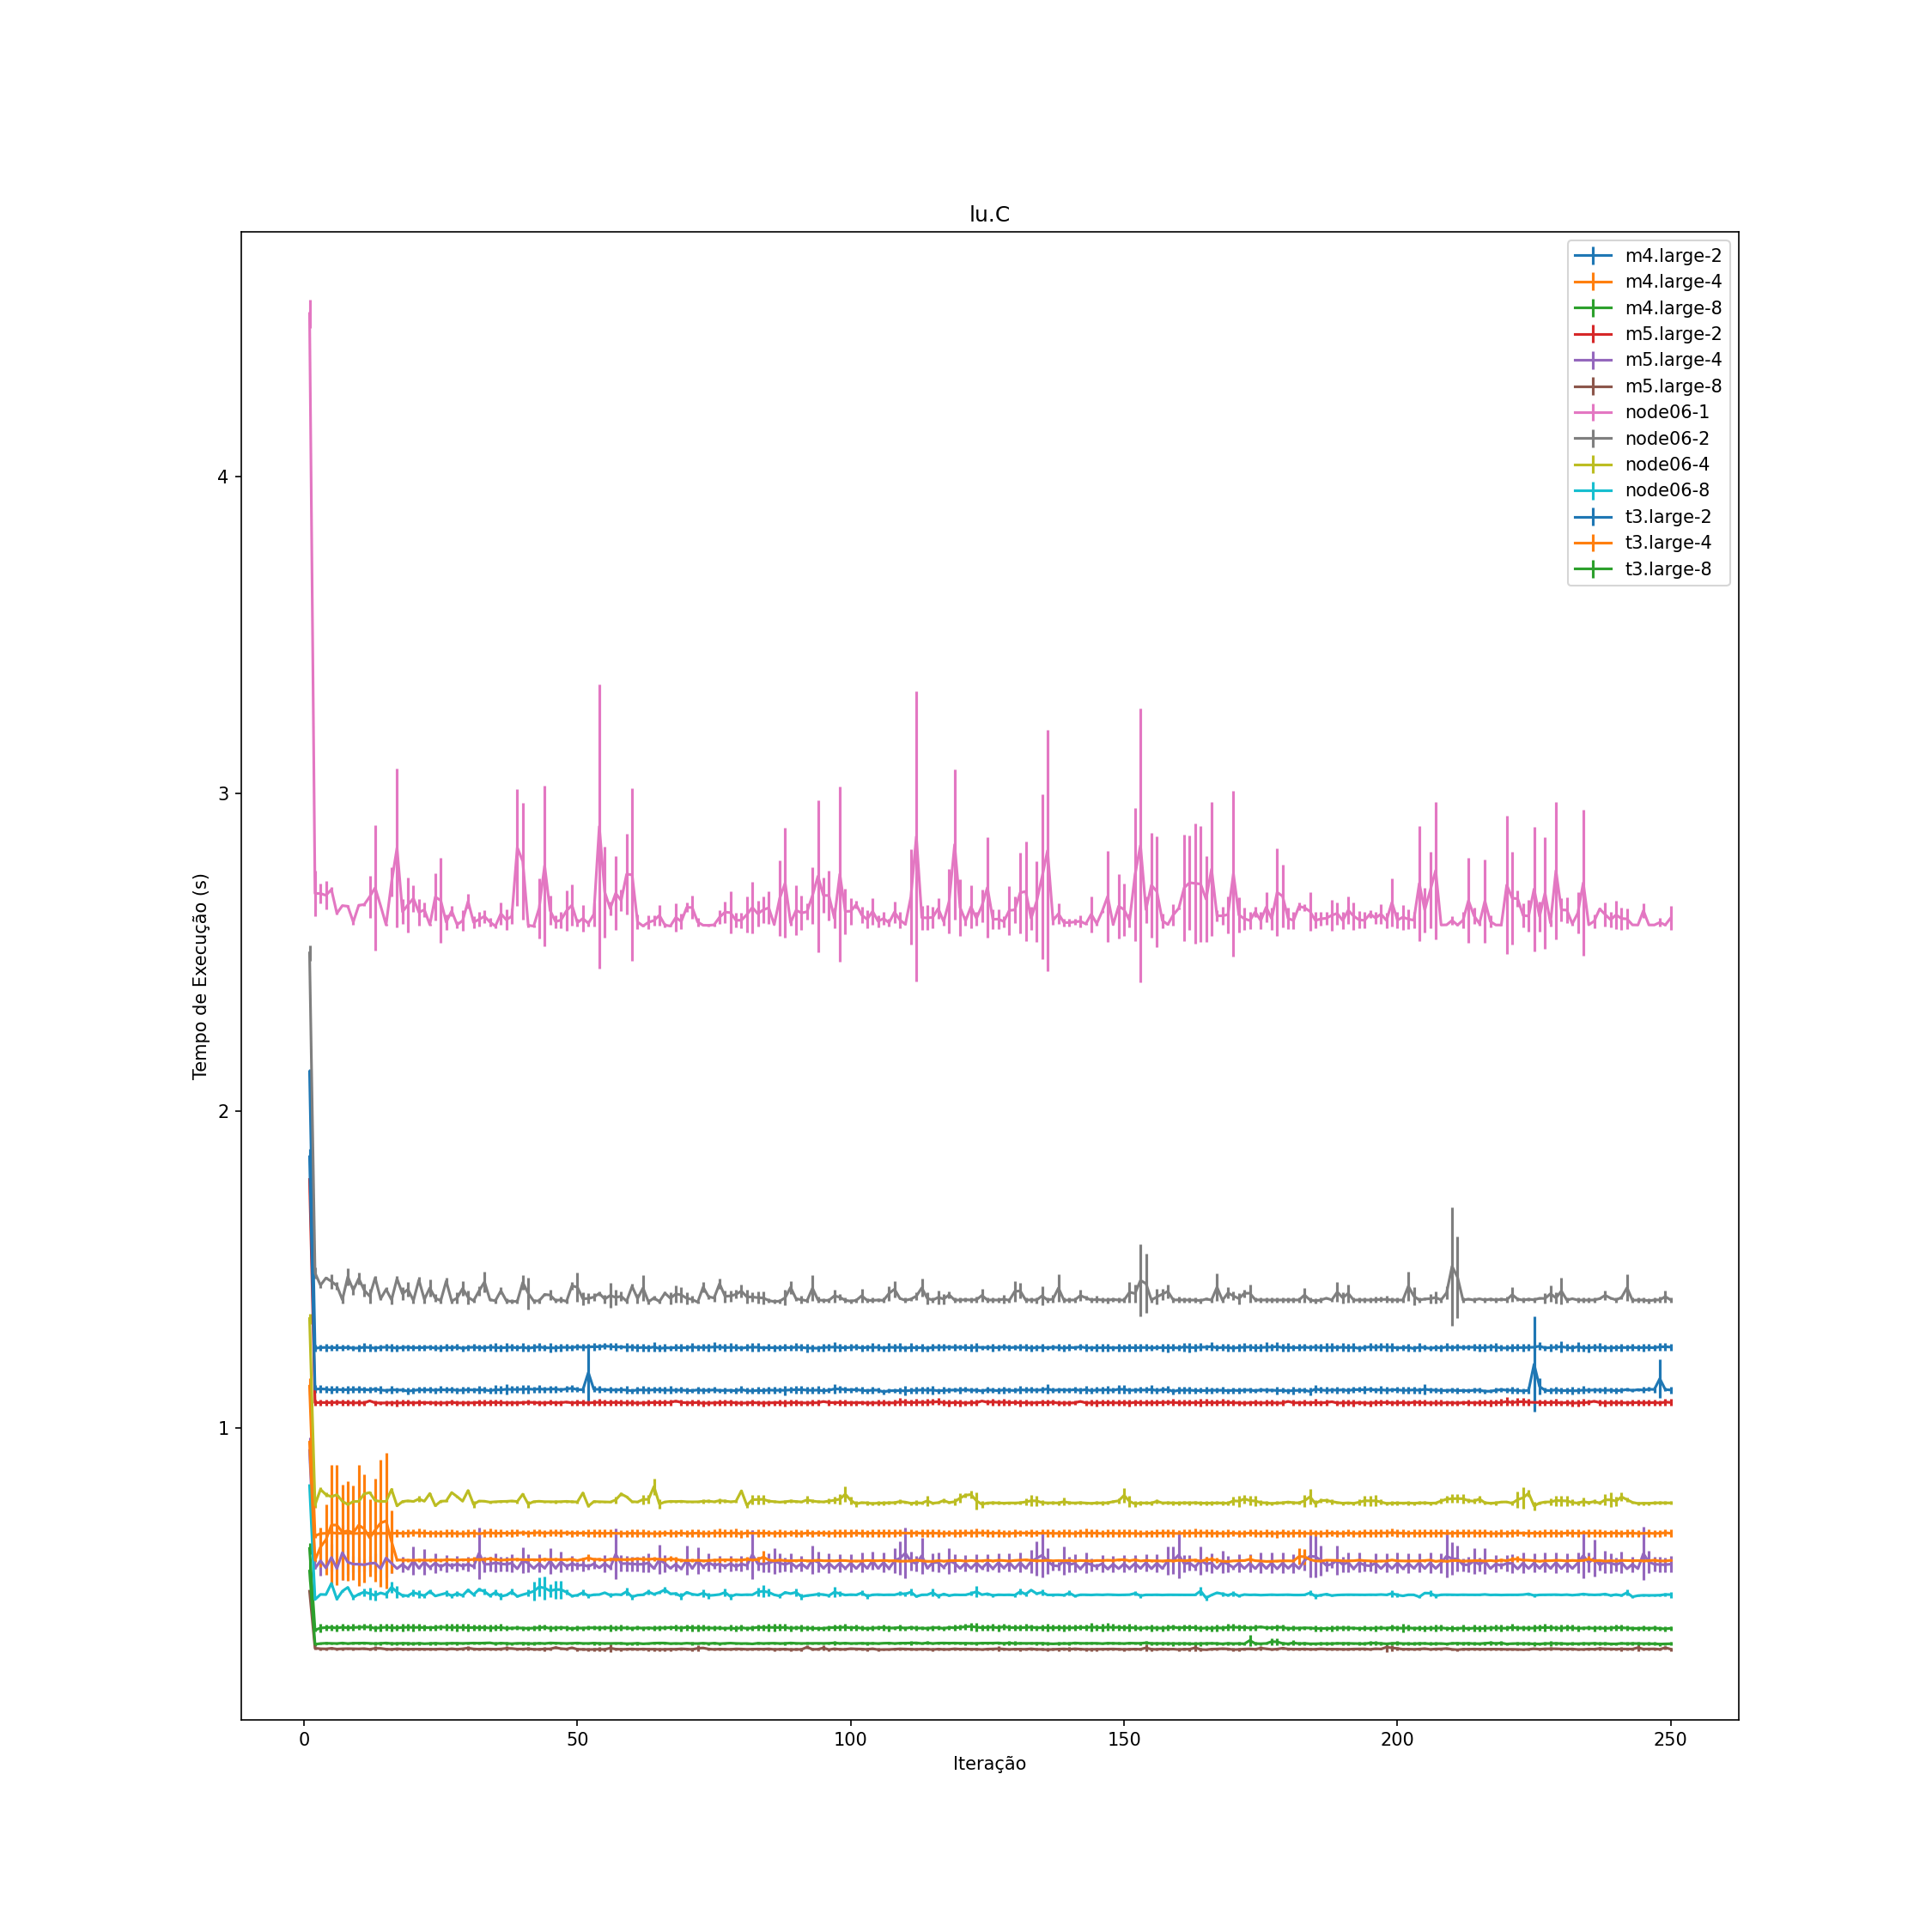 lu.C
m4.large-2
m4.large-4
m4.large-8
m5.large-2
m5.large-4
m5.large-8
node06-1
node06-2
node06-4
node06-8
t3.large-2
t3.large-4
t3.large-8
Tempo de Execução (s)
4
3
2
1
0
50
100
150
200
250
Iteração